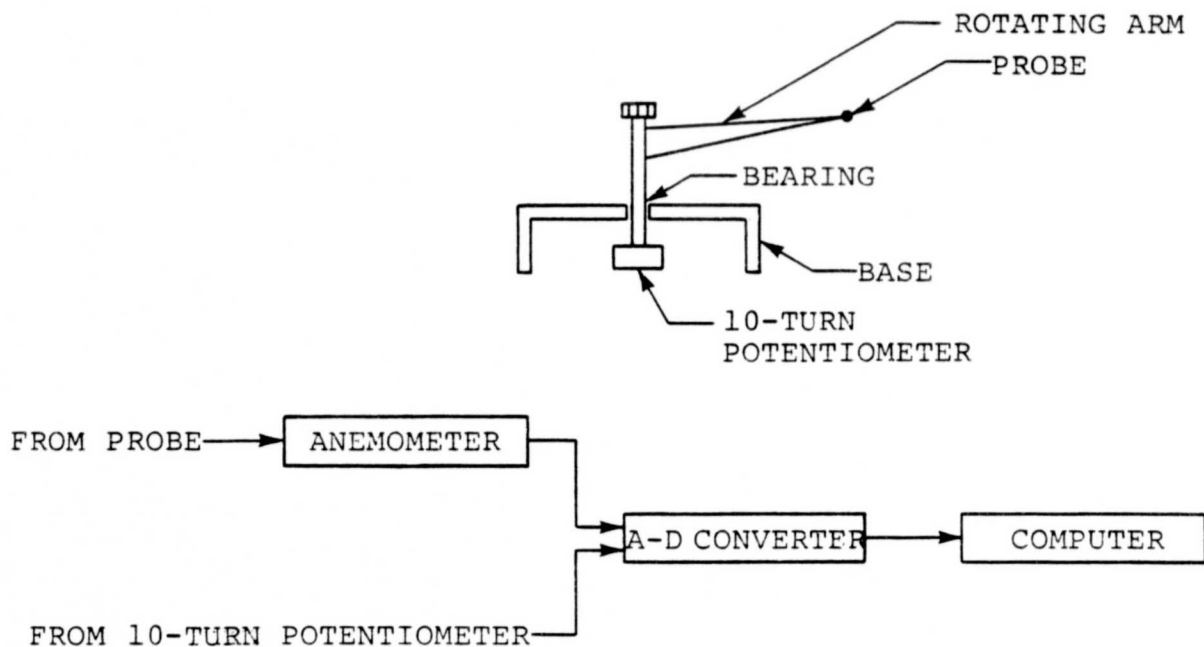 ROTATING ARM
PROBE
BEARING
BASE
10-TURN
POTENTIOMETER
FROM PROBE
ANEMOMETER
A-D CONVERTER
COMPUTER
FROM 10-TURN POTENTIOMETER